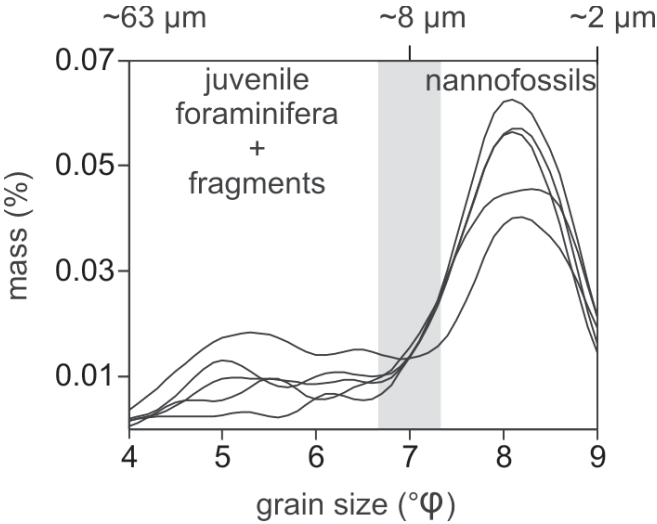 ~63 µm ~8 µm ~2 µm
0.07
juvenile
foraminifera
+
fragments
nannofossils
0.05
0.03
0.01
mass (%)
4 5 6 7 8 9
grain size (°φ)